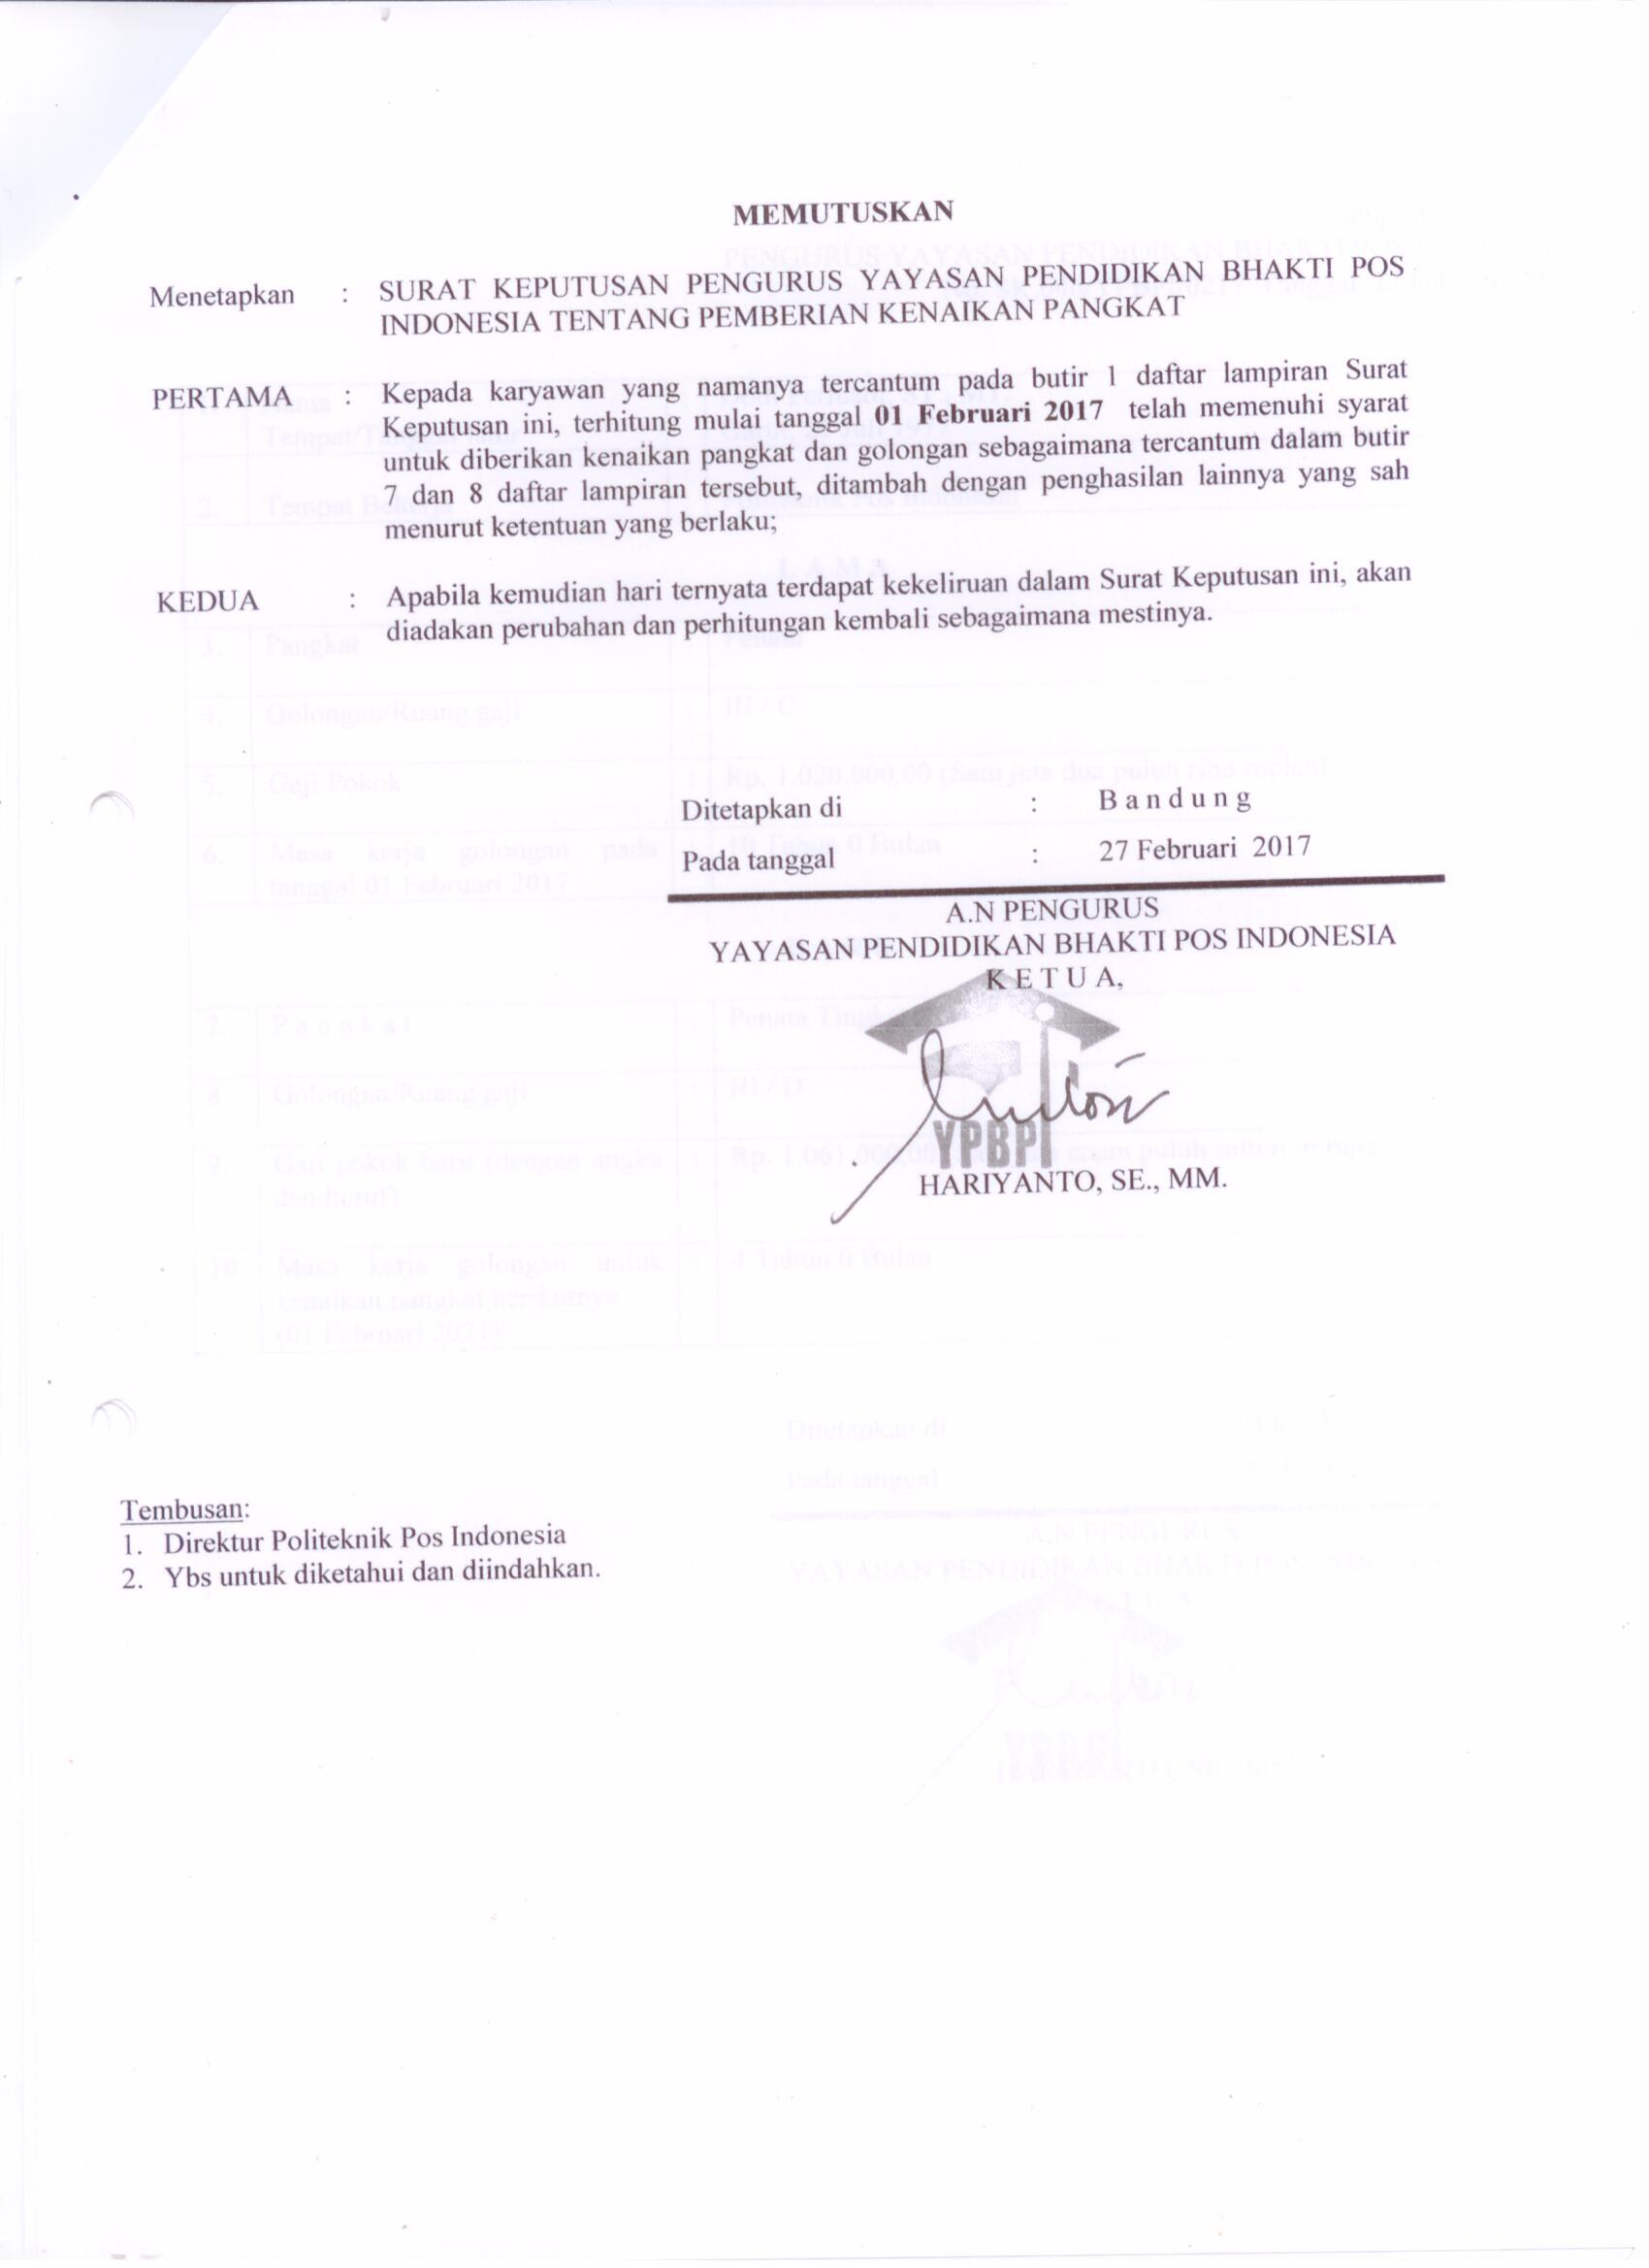 MEMUTUSKAN
Menetapkan : SURAT KEPUTUSAN PENGURUS YAYASAN PENDIDIKAN BHAKTI POS
INDONESIA TENTANG PEMBERIAN KENAIKAN PANGKAT
PERTAMA : Kepada karyawan yang namanya tercantum pada butir 1 daftar lampiran Surat
Keputusan ini, terhitung mulai tanggal 01 Februari 2017 telah memenuhi syarat
untuk diberikan kenaikan pangkat dan golongan sebagaimana tercantum dalam butir
7 dan 8 daftar lampiran tersebut, ditambah dengan penghasilan lainnya yang sah
menurut ketentuan yang berlaku;
KEDUA : Apabila kemudian hari ternyata terdapat kekeliruan dalam Surat Keputusan ini, akan
diadakan perubahan dan perhitungan kembali sebagaimana mestinya.
Ditetapkan di : B a n d u n g
Pada tanggal : 27 Februari 2017
A.N PENGURUS
YAYASAN PENDIDIKAN BHAKTI POS INDONESIA
K E T U A,
YPBPI
HARIYANTO, SE., MM.
Tembusan:
1. Direktur Politeknik Pos Indonesia
2. Ybs untuk diketahui dan diindahkan.